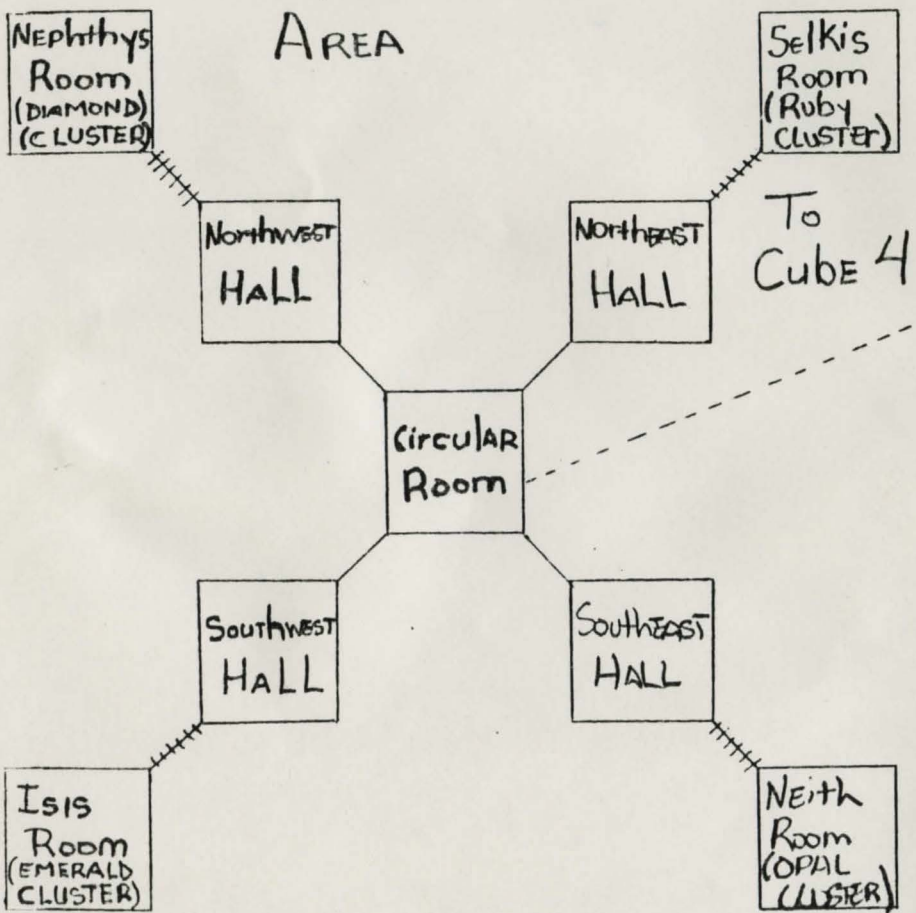 AREA
Nephthys
Room
(DIAMOND)
(CLUSTER)
Selkis
Room
(Ruby
CLUSTER)
NorthWEST
HALL
NorthEAST
HALL
To
CubE 4
CirculAR
Room
SouthWEST
HALL
SouthEAST
HALL
Isis
Room
(EMERALD
CLUSTER)
NEith
Room
(OPAL
CLUSTER)